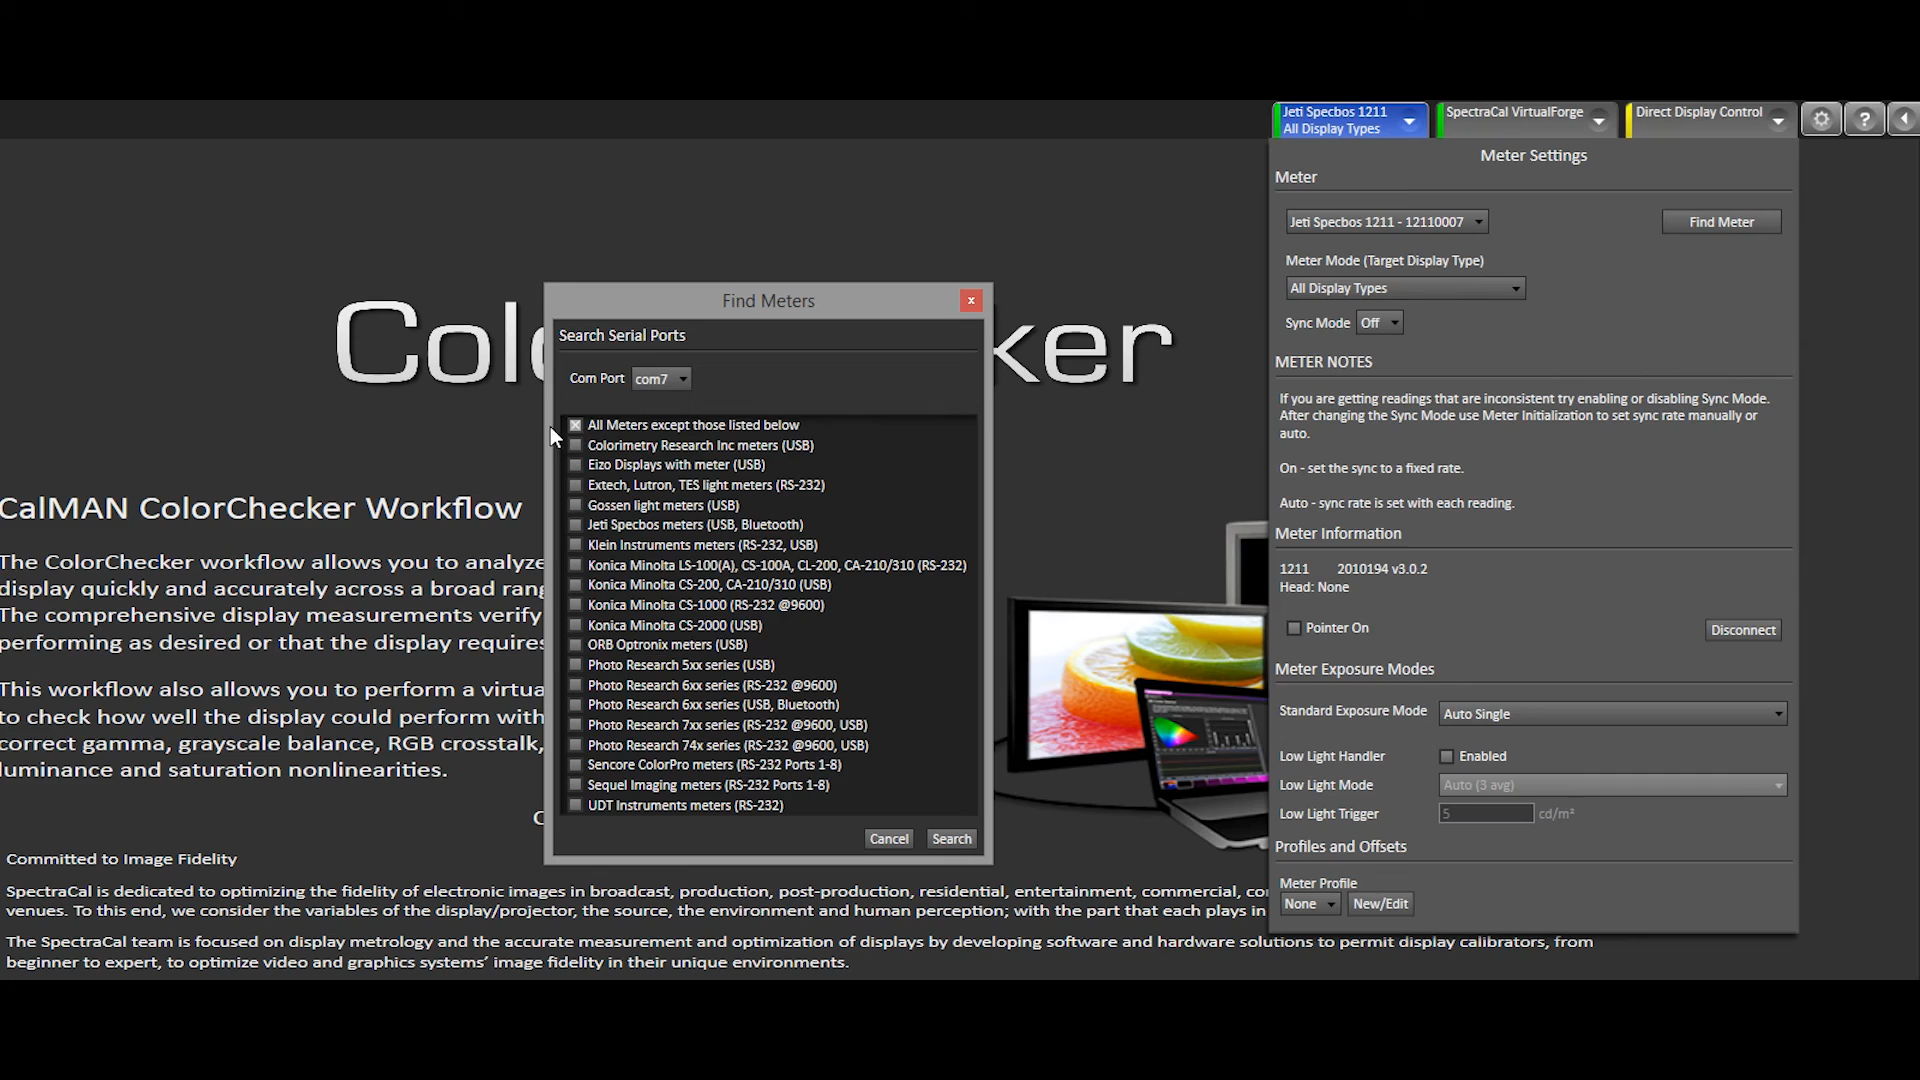 Jeti Specbos 1211
All Display Types
SpectraCal VirtualForge
Direct Display Control
?
Meter Settings
Meter
Jeti Specbos 1211 - 12110007
Find Meter
Meter Mode (Target Display Type)
All Display Types
Sync Mode
Off
METER NOTES
If you are getting readings that are inconsistent try enabling or disabling Sync Mode.
After changing the Sync Mode use Meter Initialization to set sync rate manually or
auto.
On - set the sync to a fixed rate.
Auto - sync rate is set with each reading.
Meter Information
1211 2010194 v3.0.2
Head: None
Pointer On
Disconnect
Meter Exposure Modes
Standard Exposure Mode
Auto Single
Low Light Handler
Enabled
Low Light Mode
Auto (3 avg)
Low Light Trigger
5
cd/m²
Profiles and Offsets
Meter Profile
None
New/Edit
Find Meters
x
Search Serial Ports
Com Port
com7
All Meters except those listed below
Colorimetry Research Inc meters (USB)
Eizo Displays with meter (USB)
Extech, Lutron, TES light meters (RS-232)
Gossen light meters (USB)
Jeti Specbos meters (USB, Bluetooth)
Klein Instruments meters (RS-232, USB)
Konica Minolta LS-100(A), CS-100A, CL-200, CA-210/310 (RS-232)
Konica Minolta CS-200, CA-210/310 (USB)
Konica Minolta CS-1000 (RS-232 @9600)
Konica Minolta CS-2000 (USB)
ORB Optronix meters (USB)
Photo Research 5xx series (USB)
Photo Research 6xx series (RS-232 @9600)
Photo Research 6xx series (USB, Bluetooth)
Photo Research 7xx series (RS-232 @9600, USB)
Photo Research 74x series (RS-232 @9600, USB)
Sencore ColorPro meters (RS-232 Ports 1-8)
Sequel Imaging meters (RS-232 Ports 1-8)
UDT Instruments meters (RS-232)
Cancel
Search
Col ker
CalMAN ColorChecker Workflow
The ColorChecker workflow allows you to analyze
display quickly and accurately across a broad rang
The comprehensive display measurements verify
performing as desired or that the display requires
This workflow also allows you to perform a virtua
to check how well the display could perform with
correct gamma, grayscale balance, RGB crosstalk,
luminance and saturation nonlinearities.
Committed to Image Fidelity
SpectraCal is dedicated to optimizing the fidelity of electronic images in broadcast, production, post-production, residential, entertainment, commercial, co
venues. To this end, we consider the variables of the display/projector, the source, the environment and human perception; with the part that each plays in
The SpectraCal team is focused on display metrology and the accurate measurement and optimization of displays by developing software and hardware solutions to permit display calibrators, from
beginner to expert, to optimize video and graphics systems' image fidelity in their unique environments.